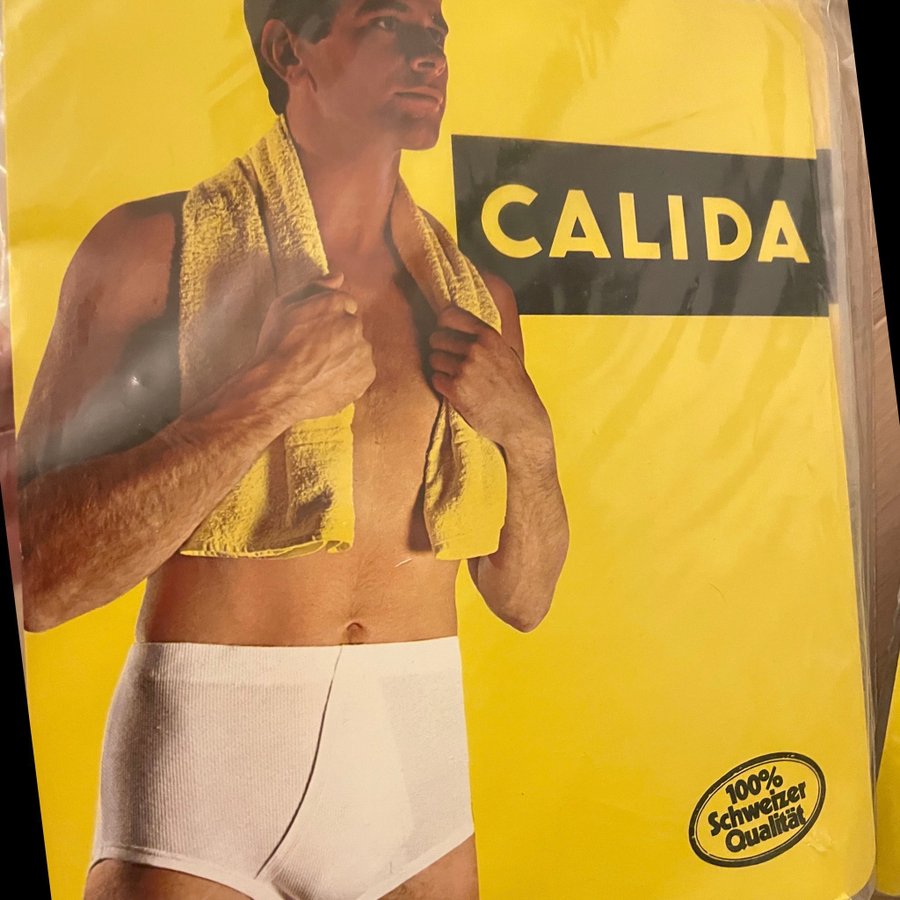 CALIDA
100%
Schweizer
Qualität